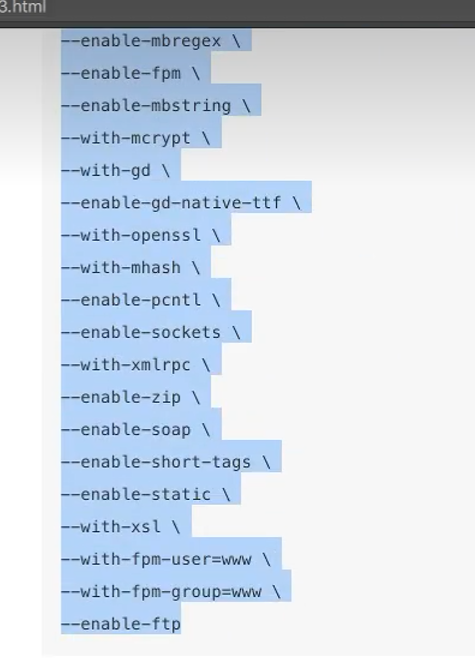 3.html
--enable-mbregex \
--enable-fpm \
--enable-mbstring \
--with-mcrypt \
--with-gd \
--enable-gd-native-ttf \
--with-openssl \
--with-mhash \
--enable-pcntl \
--enable-sockets \
--with-xmlrpc \
--enable-zip \
--enable-soap \
--enable-short-tags \
--enable-static \
--with-xsl \
--with-fpm-user=www \
--with-fpm-group=www \
--enable-ftp